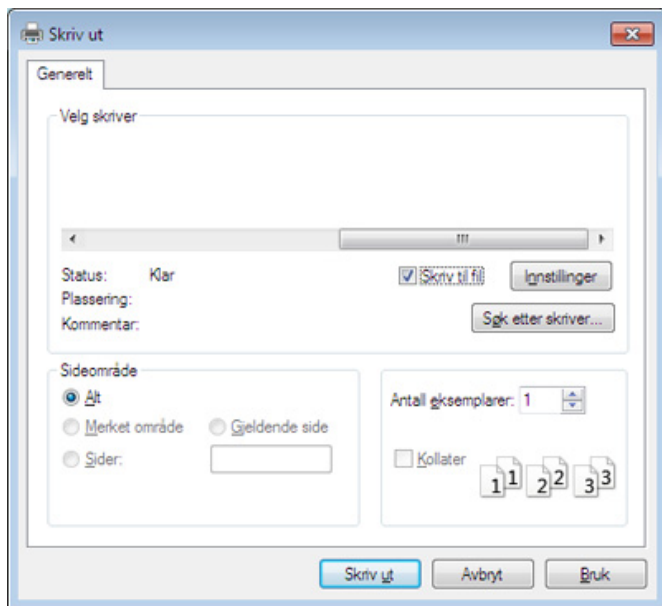 Skriv ut
Generelt
Velg skriver
Status: Klar
Skriv til fil
Innstillinger
Plassering:
Kommentar:
Søk etter skriver...
Sideområde
Alt
Merket område
Gjeldende side
Sider:
Antall eksemplarer: 1
Kollater
1 1 2 2 3 3
Skriv ut
Avbryt
Bruk